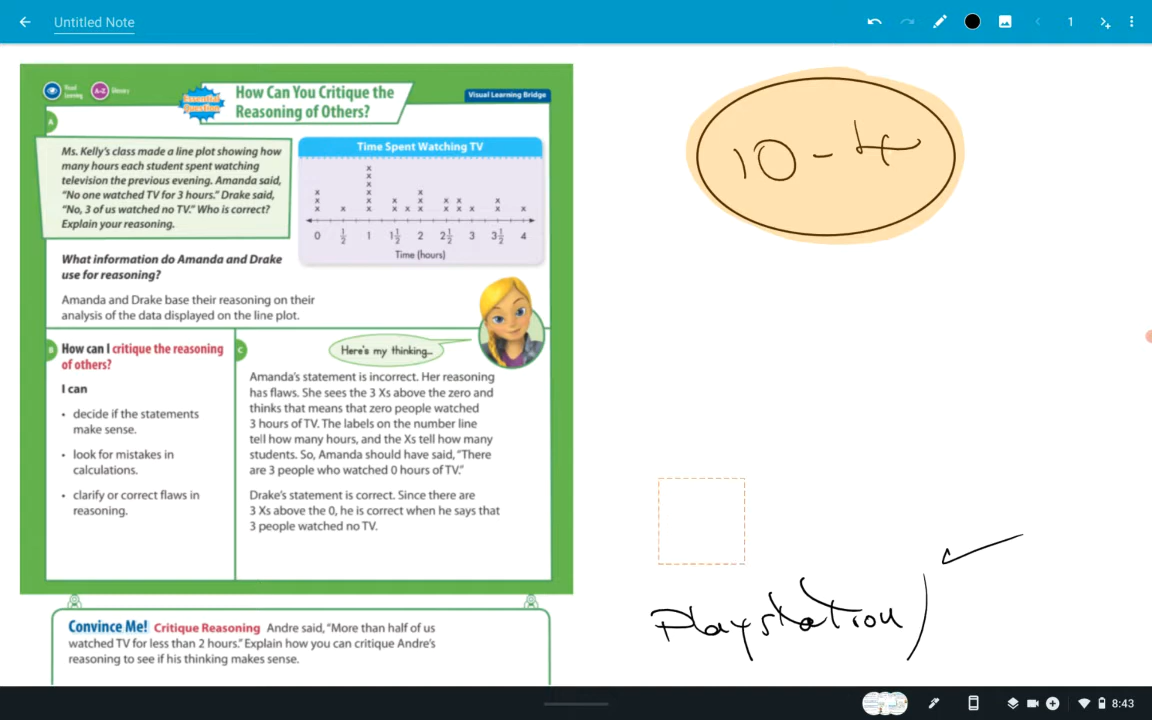 Untitled Note
1
Visual Learning
A-Z Glossary
Essential Question
How Can You Critique the
Reasoning of Others?
Visual Learning Bridge
A
Ms. Kelly's class made a line plot showing how
many hours each student spent watching
television the previous evening. Amanda said,
"No one watched TV for 3 hours." Drake said,
"No, 3 of us watched no TV." Who is correct?
Explain your reasoning.
Time Spent Watching TV
0 1/2 1 1 1/2 2 2 1/2 3 3 1/2 4
Time (hours)
What information do Amanda and Drake
use for reasoning?
Amanda and Drake base their reasoning on their
analysis of the data displayed on the line plot.
B
How can I critique the reasoning
of others?
I can
• decide if the statements
make sense.
• look for mistakes in
calculations.
• clarify or correct flaws in
reasoning.
C
Here's my thinking...
Amanda's statement is incorrect. Her reasoning
has flaws. She sees the 3 Xs above the zero and
thinks that means that zero people watched
3 hours of TV. The labels on the number line
tell how many hours, and the Xs tell how many
students. So, Amanda should have said, "There
are 3 people who watched 0 hours of TV."
Drake's statement is correct. Since there are
3 Xs above the 0, he is correct when he says that
3 people watched no TV.
Convince Me! Critique Reasoning Andre said, "More than half of us
watched TV for less than 2 hours." Explain how you can critique Andre's
reasoning to see if his thinking makes sense.
10-4
Playstation)
8:43